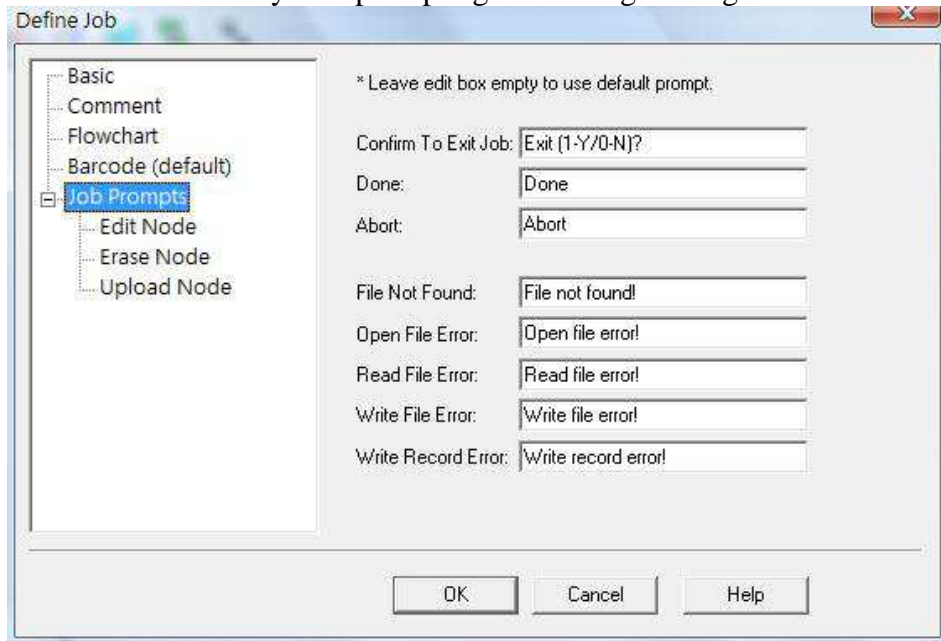 Define Job
Basic
Comment
Flowchart
Barcode (default)
Job Prompts
Edit Node
Erase Node
Upload Node
* Leave edit box empty to use default prompt.
Confirm To Exit Job: Exit (1-Y/0-N)?
Done: Done
Abort: Abort
File Not Found: File not found!
Open File Error: Open file error!
Read File Error: Read file error!
Write File Error: Write file error!
Write Record Error: Write record error!
OK Cancel Help